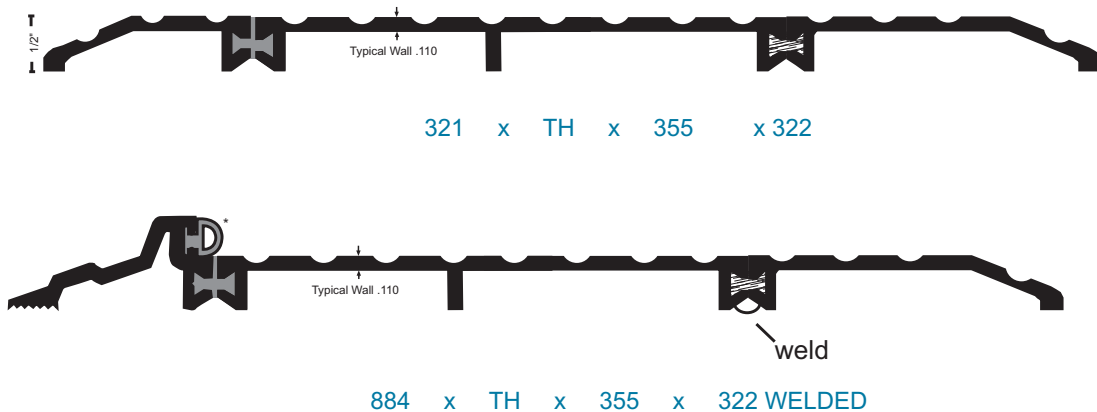 1/2"
Typical Wall .110
321 x TH x 355 x 322
*
Typical Wall .110
weld
884 x TH x 355 x 322 WELDED